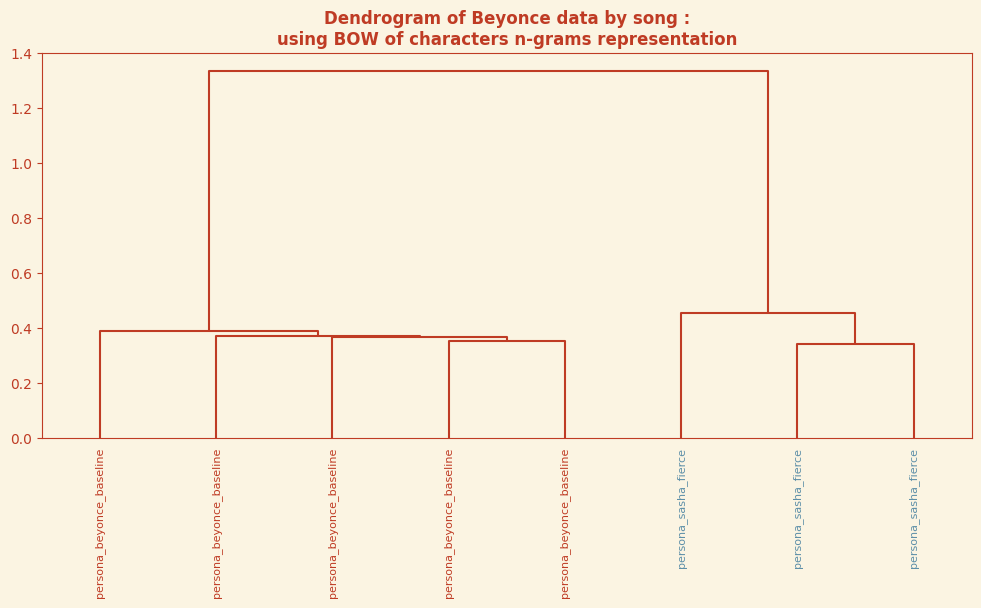 Dendrogram of Beyonce data by song :
using BOW of characters n-grams representation
1.4
1.2
1.0
0.8
0.6
0.4
0.2
0.0
persona_beyonce_baseline
persona_beyonce_baseline
persona_beyonce_baseline
persona_beyonce_baseline
persona_beyonce_baseline
persona_sasha_fierce
persona_sasha_fierce
persona_sasha_fierce